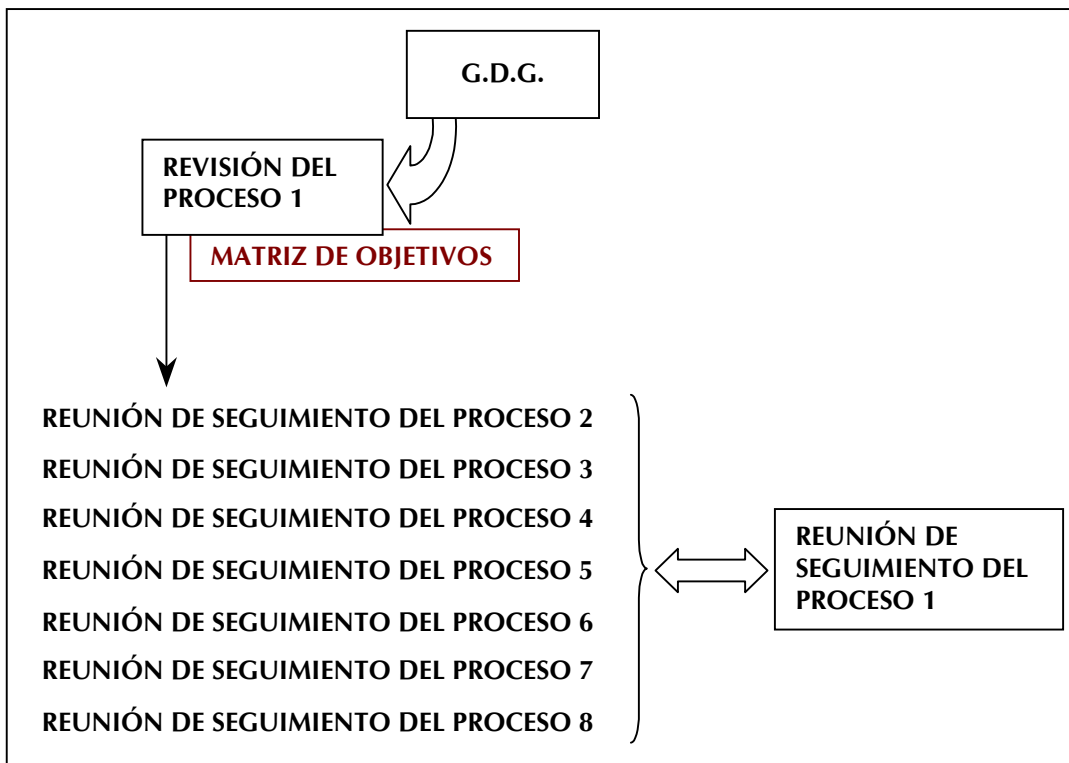 G.D.G.
REVISIÓN DEL
PROCESO 1
MATRIZ DE OBJETIVOS
REUNIÓN DE SEGUIMIENTO DEL PROCESO 2
REUNIÓN DE SEGUIMIENTO DEL PROCESO 3
REUNIÓN DE SEGUIMIENTO DEL PROCESO 4
REUNIÓN DE SEGUIMIENTO DEL PROCESO 5
REUNIÓN DE SEGUIMIENTO DEL PROCESO 6
REUNIÓN DE SEGUIMIENTO DEL PROCESO 7
REUNIÓN DE SEGUIMIENTO DEL PROCESO 8
REUNIÓN DE
SEGUIMIENTO DEL
PROCESO 1